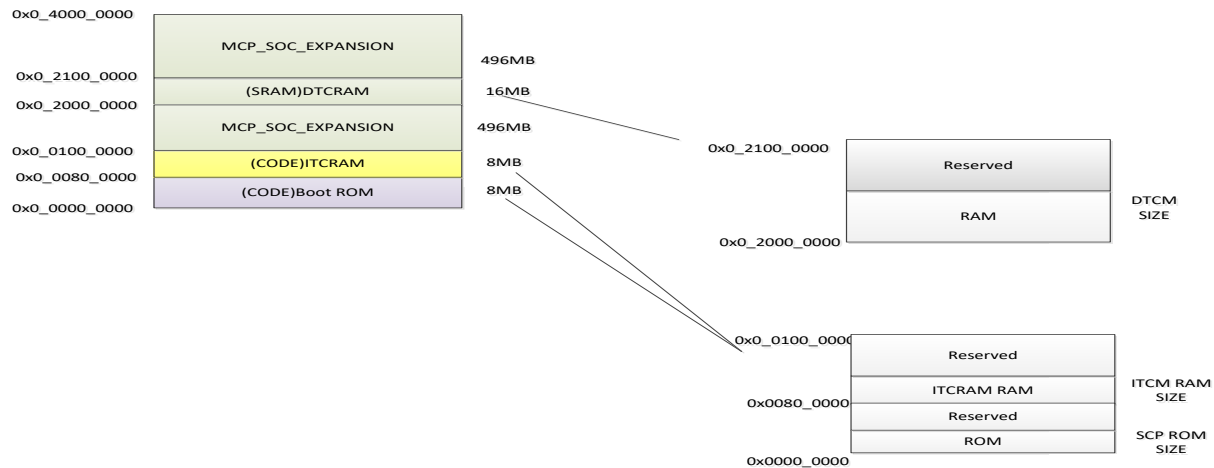 0x0_4000_0000
MCP_SOC_EXPANSION
496MB
0x0_2100_0000
(SRAM)DTCRAM
16MB
0x0_2000_0000
MCP_SOC_EXPANSION
496MB
0x0_0100_0000
(CODE)ITCRAM
8MB
0x0_0080_0000
(CODE)Boot ROM
8MB
0x0_0000_0000
0x0_2100_0000
Reserved
RAM
DTCM
SIZE
0x0_2000_0000
0x0_0100_0000
Reserved
ITCRAM RAM
ITCM RAM
SIZE
0x0080_0000
Reserved
ROM
SCP ROM
SIZE
0x0000_0000